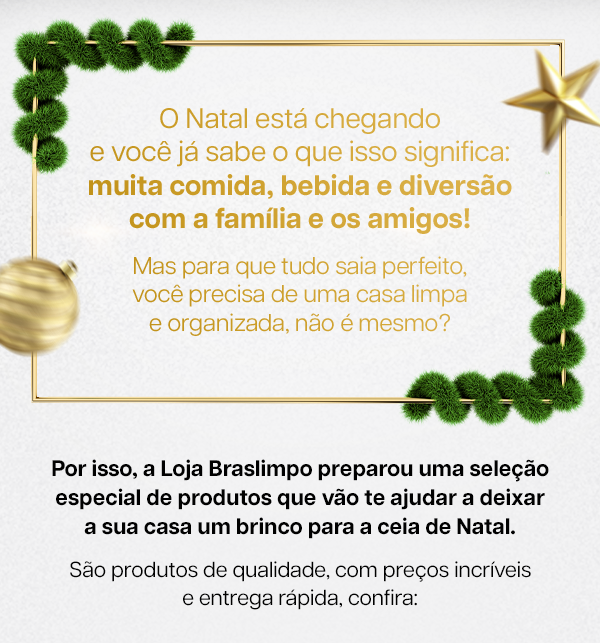 O Natal está chegando
e você já sabe o que isso significa:
muita comida, bebida e diversão
com a família e os amigos!
Mas para que tudo saia perfeito,
você precisa de uma casa limpa
e organizada, não é mesmo?
Por isso, a Loja Braslimpo preparou uma seleção
especial de produtos que vão te ajudar a deixar
a sua casa um brinco para a ceia de Natal.
São produtos de qualidade, com preços incríveis
e entrega rápida, confira: